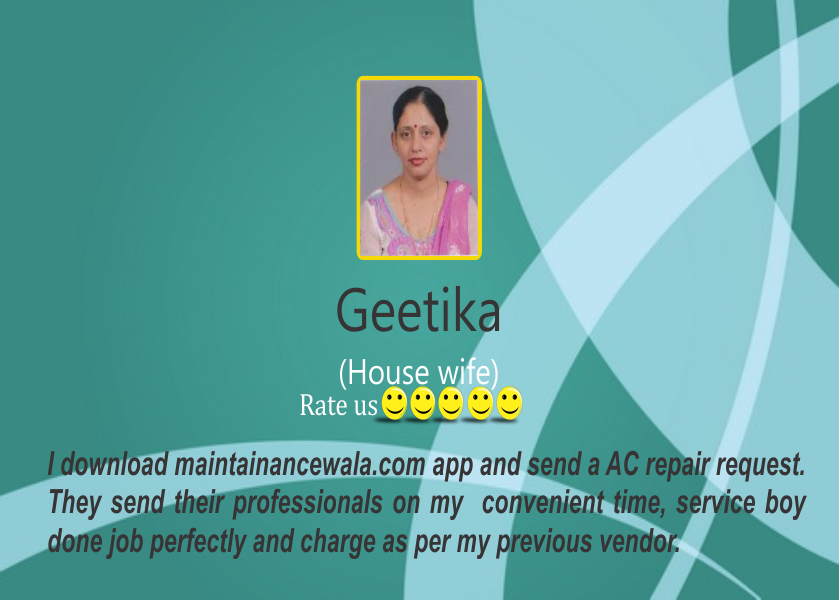 Geetika
(House wife)
Rate us
I download maintainancewala.com app and send a AC repair request.
They send their professionals on my convenient time, service boy
done job perfectly and charge as per my previous vendor.